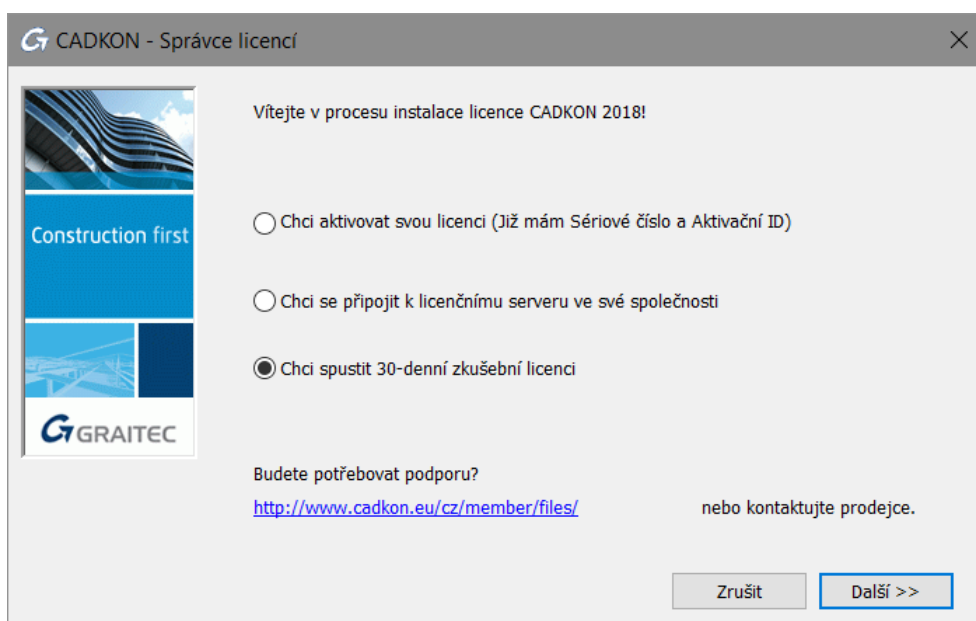 CADKON - Správce licencí
Vítejte v procesu instalace licence CADKON 2018!
Chci aktivovat svou licenci (Již mám Sériové číslo a Aktivační ID)
Construction first
Chci se připojit k licenčnímu serveru ve své společnosti
Chci spustit 30-denní zkušební licenci
GRAITEC
Budete potřebovat podporu?
http://www.cadkon.eu/cz/member/files/ nebo kontaktujte prodejce.
Zrušit
Další >>